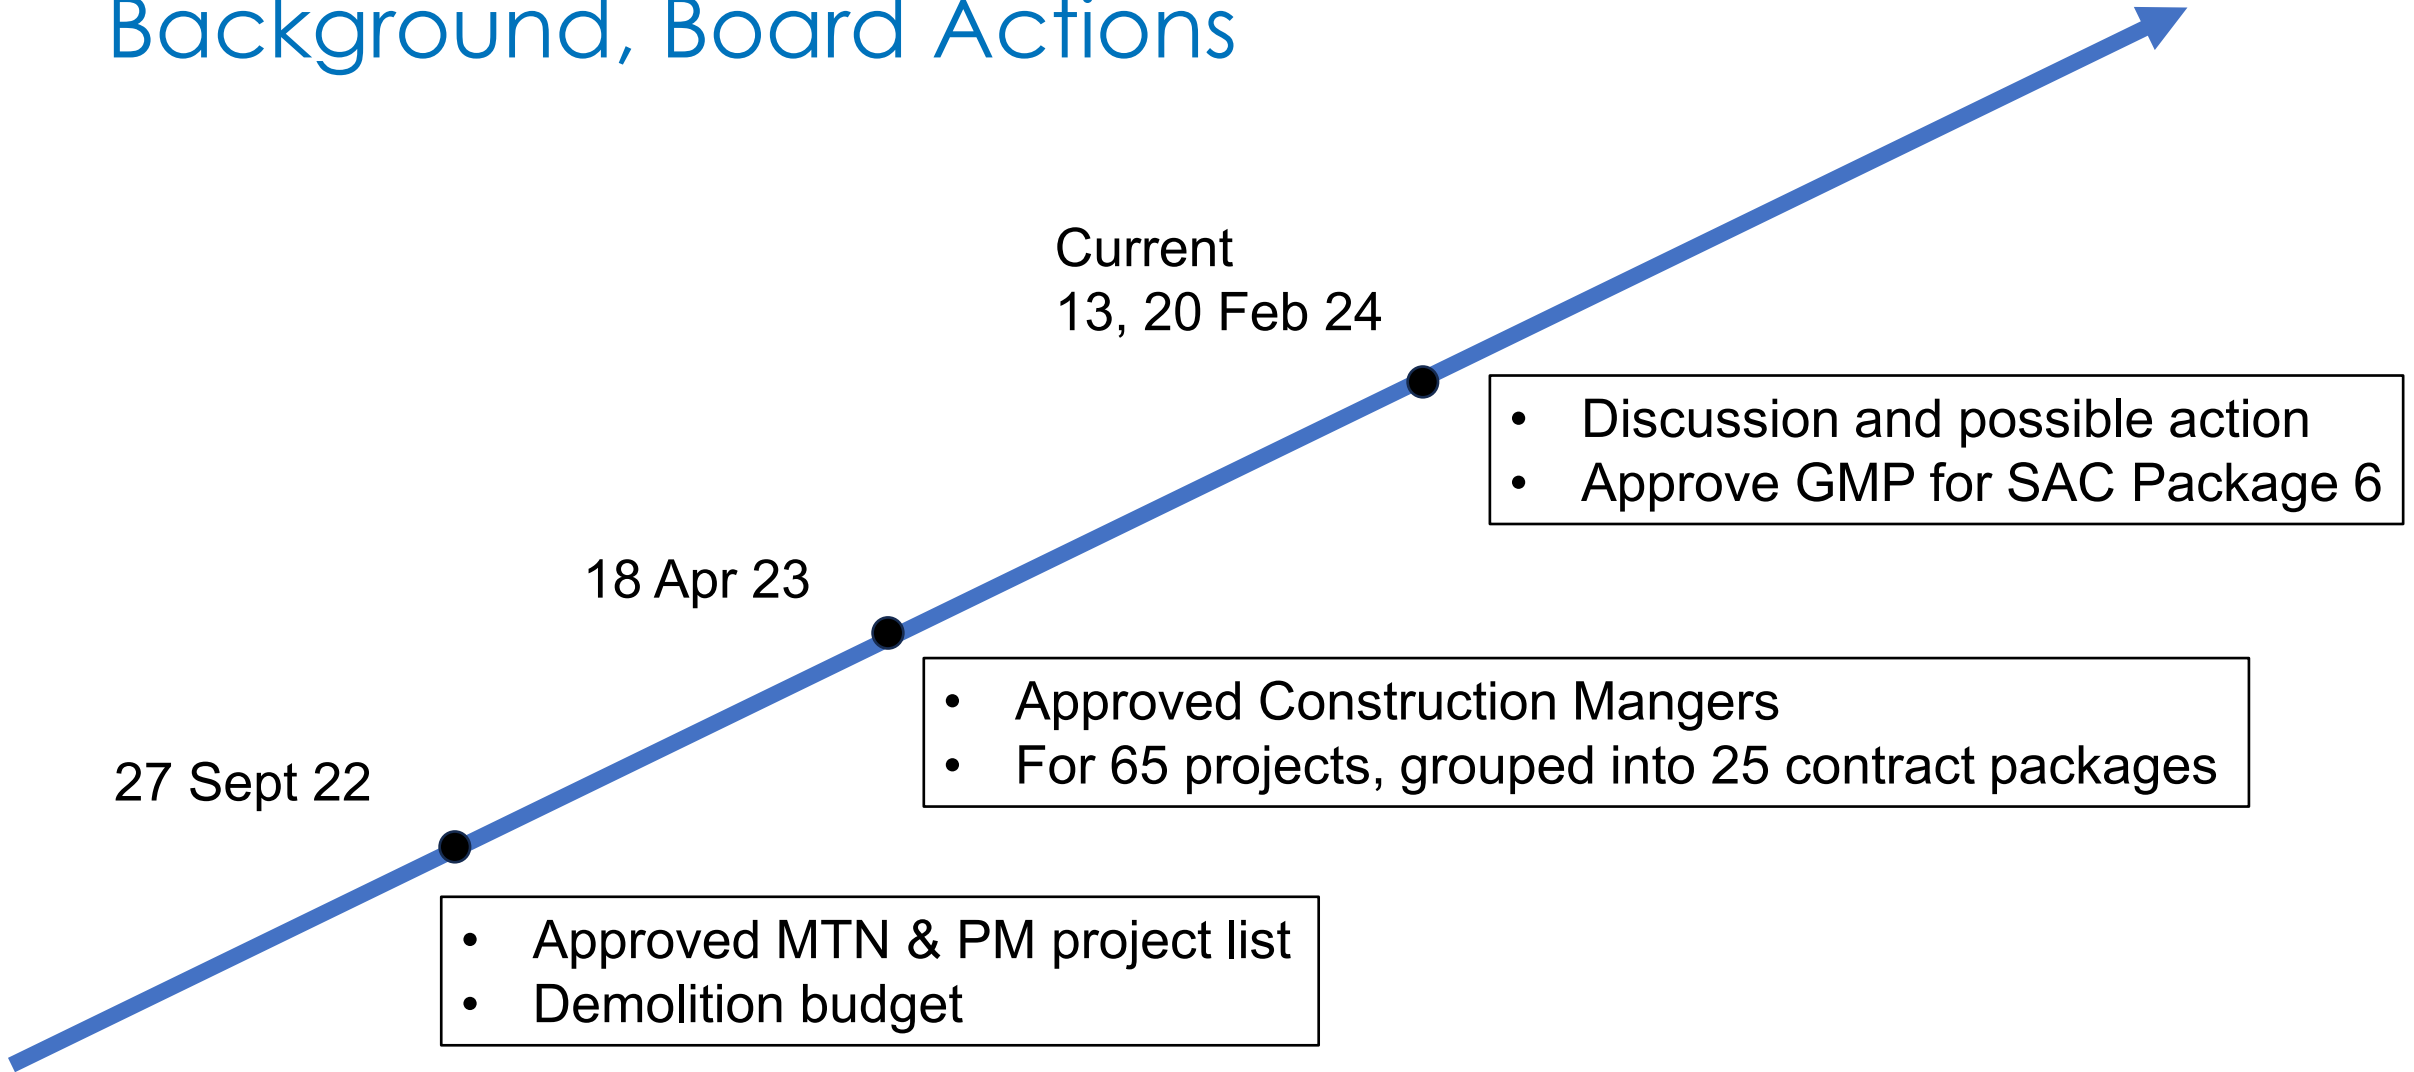 Background, Board Actions
Current
13, 20 Feb 24
• Discussion and possible action
• Approve GMP for SAC Package 6
18 Apr 23
• Approved Construction Mangers
• For 65 projects, grouped into 25 contract packages
27 Sept 22
• Approved MTN & PM project list
• Demolition budget